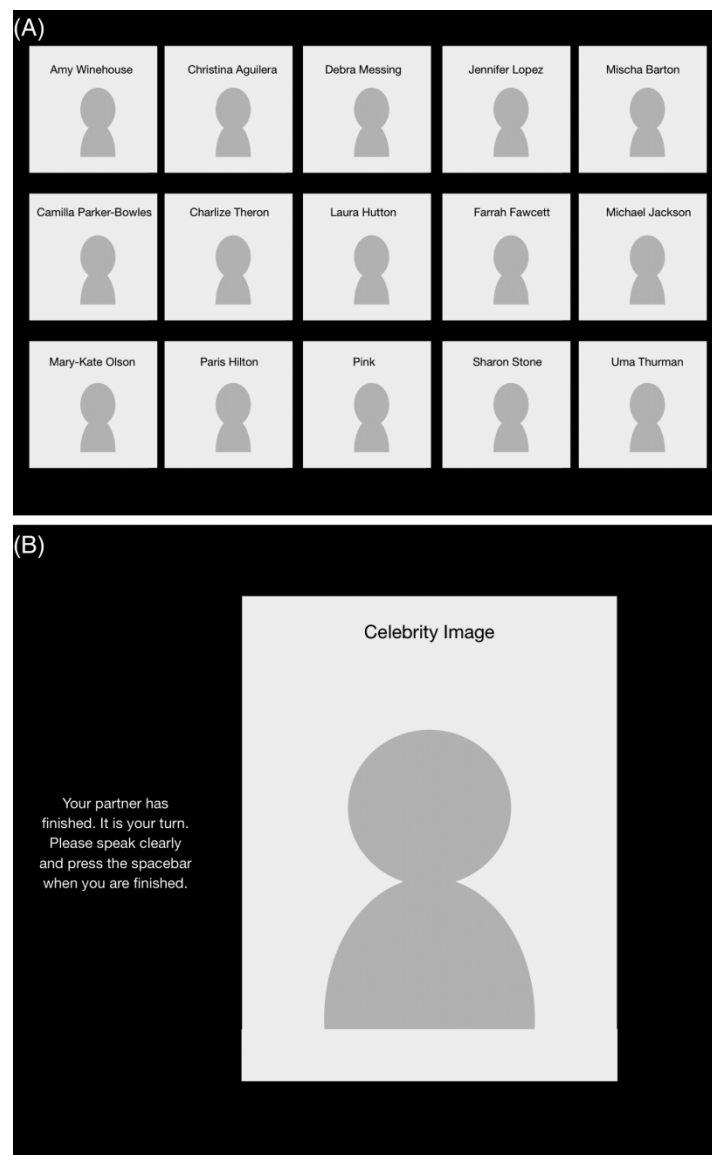 (A)
Amy Winehouse
Christina Aguilera
Debra Messing
Jennifer Lopez
Mischa Barton
Camilla Parker-Bowles
Charlize Theron
Laura Hutton
Farrah Fawcett
Michael Jackson
Mary-Kate Olson
Paris Hilton
Pink
Sharon Stone
Uma Thurman
(B)
Celebrity Image
Your partner has
finished. It is your turn.
Please speak clearly
and press the spacebar
when you are finished.